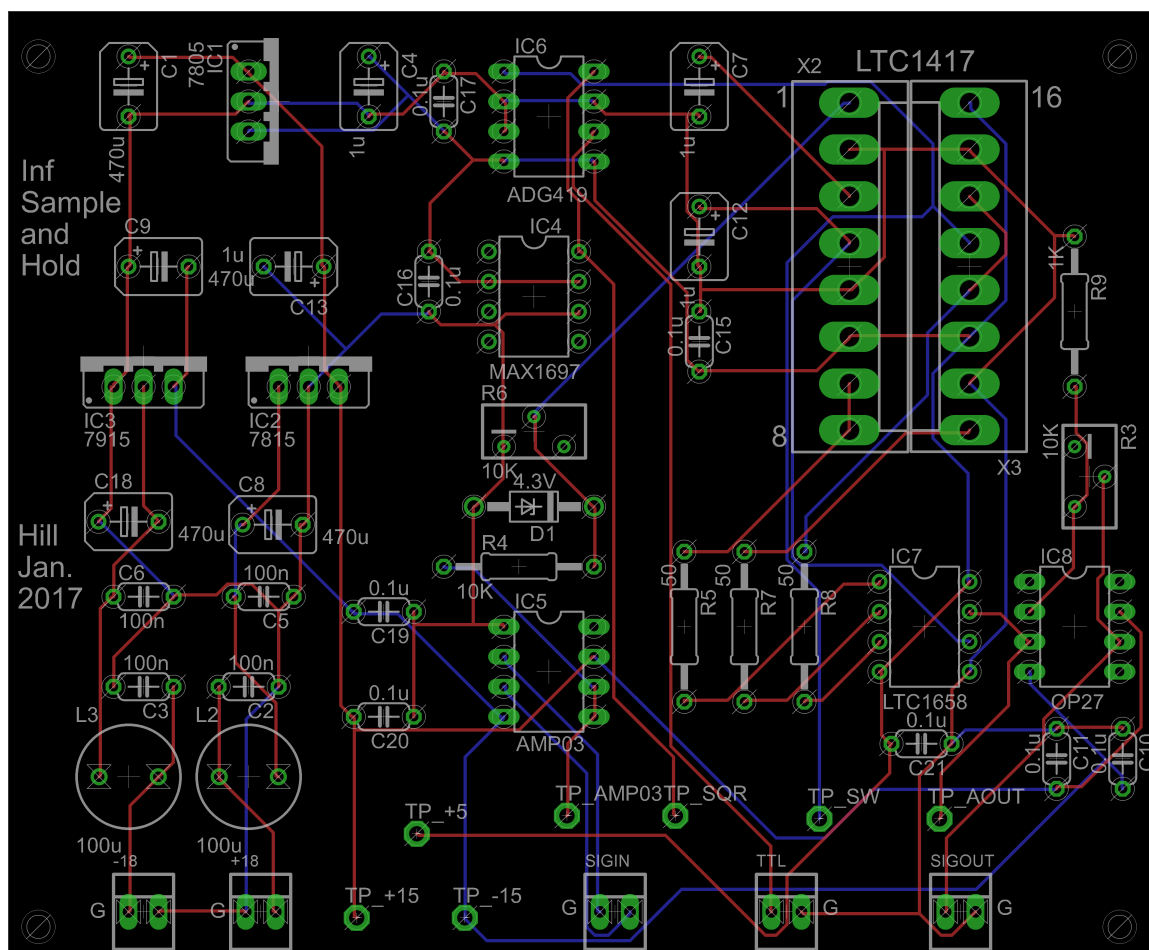 C1
470u
7805
IC1
C4
1u
0.1u
C17
IC6
ADG419
C7
1u
X2
LTC1417
1
16
8
X3
Inf
Sample
and
Hold
C9
1u
470u
C13
C16
0.1u
IC4
MAX1697
C12
1u
0.1u
C15
1K
R9
IC3
7915
IC2
7815
R6
10K
10K
R3
4.3V
D1
C18
470u
C8
470u
Hill
Jan.
2017
C6
100n
100n
C5
R4
10K
0.1u
C19
IC5
AMP03
50
R5
50
R7
50
R8
IC7
LTC1658
IC8
OP27
100n
C3
100n
C2
0.1u
C20
0.1u
C21
0.1u
C11
0.1u
C10
L3
100u
L2
100u
TP_+5
TP_AMP03
TP_SQR
TP_SW
TP_AOUT
-18
G
+18
G
TP_+15
TP_-15
SIGIN
G
TTL
G
SIGOUT
G